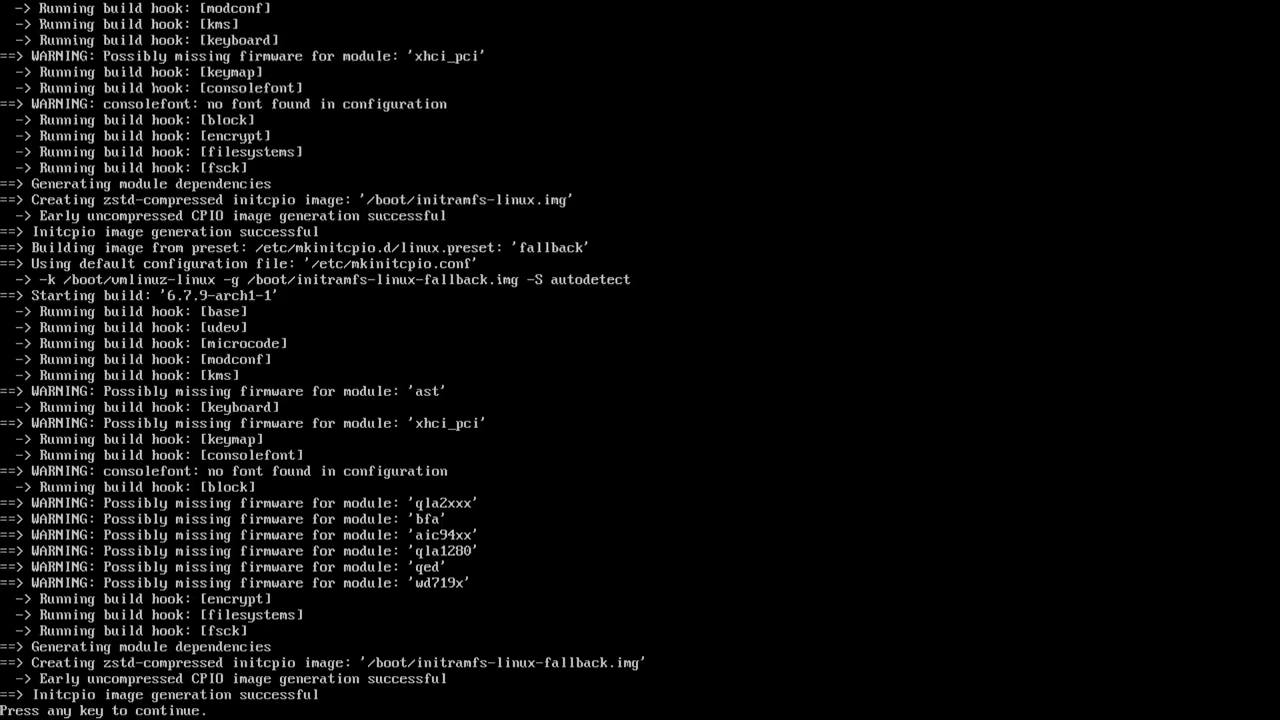 -> Running build hook: [modconf]
  -> Running build hook: [kms]
  -> Running build hook: [keyboard]
==> WARNING: Possibly missing firmware for module: 'xhci_pci'
  -> Running build hook: [keymap]
  -> Running build hook: [consolefont]
==> WARNING: consolefont: no font found in configuration
  -> Running build hook: [block]
  -> Running build hook: [encrypt]
  -> Running build hook: [filesystems]
  -> Running build hook: [fsck]
==> Generating module dependencies
==> Creating zstd-compressed initcpio image: '/boot/initramfs-linux.img'
  -> Early uncompressed CPIO image generation successful
==> Initcpio image generation successful
==> Building image from preset: /etc/mkinitcpio.d/linux.preset: 'fallback'
==> Using default configuration file: '/etc/mkinitcpio.conf'
  -> -k /boot/vmlinuz-linux -g /boot/initramfs-linux-fallback.img -S autodetect
==> Starting build: '6.7.9-arch1-1'
  -> Running build hook: [base]
  -> Running build hook: [udev]
  -> Running build hook: [microcode]
  -> Running build hook: [modconf]
  -> Running build hook: [kms]
==> WARNING: Possibly missing firmware for module: 'ast'
  -> Running build hook: [keyboard]
==> WARNING: Possibly missing firmware for module: 'xhci_pci'
  -> Running build hook: [keymap]
  -> Running build hook: [consolefont]
==> WARNING: consolefont: no font found in configuration
  -> Running build hook: [block]
==> WARNING: Possibly missing firmware for module: 'qla2xxx'
==> WARNING: Possibly missing firmware for module: 'bfa'
==> WARNING: Possibly missing firmware for module: 'aic94xx'
==> WARNING: Possibly missing firmware for module: 'qla1280'
==> WARNING: Possibly missing firmware for module: 'qed'
==> WARNING: Possibly missing firmware for module: 'wd719x'
  -> Running build hook: [encrypt]
  -> Running build hook: [filesystems]
  -> Running build hook: [fsck]
==> Generating module dependencies
==> Creating zstd-compressed initcpio image: '/boot/initramfs-linux-fallback.img'
  -> Early uncompressed CPIO image generation successful
==> Initcpio image generation successful
Press any key to continue.